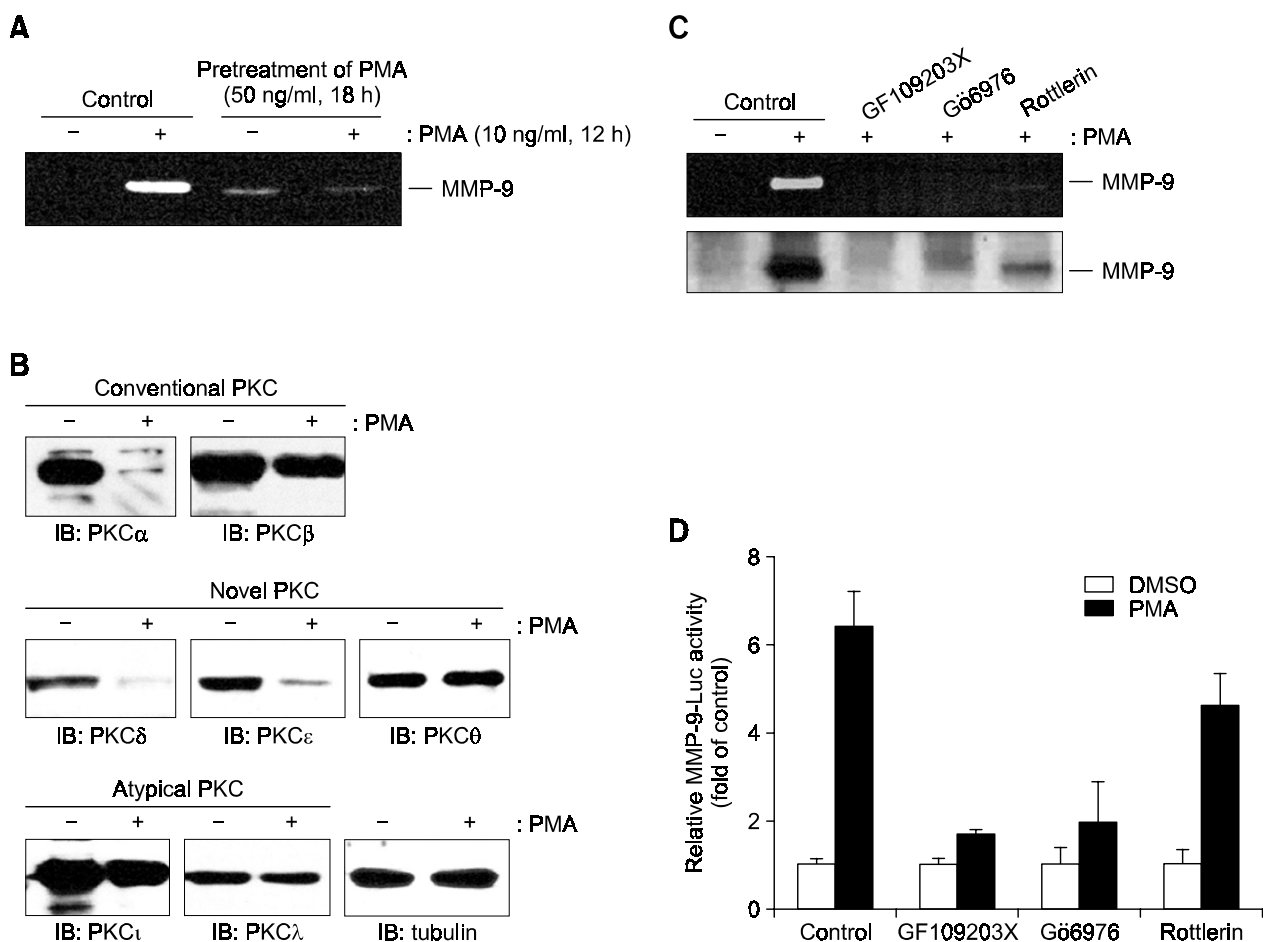 A
Pretreatment of PMA
Control (50 ng/ml, 18 h)
– + – + : PMA (10 ng/ml, 12 h)
MMP-9
B
Conventional PKC
– + – + : PMA
IB: PKCα IB: PKCβ
Novel PKC
– + – + – + : PMA
IB: PKCδ IB: PKCε IB: PKCθ
Atypical PKC
– + – + – + : PMA
IB: PKCι IB: PKCλ IB: tubulin
C
Control GF109203X Gö6976 Rottlerin
– + + + + : PMA
MMP-9
MMP-9
D
Relative MMP-9-Luc activity
(fold of control)
8
6
4
2
0
DMSO
PMA
Control GF109203X Gö6976 Rottlerin